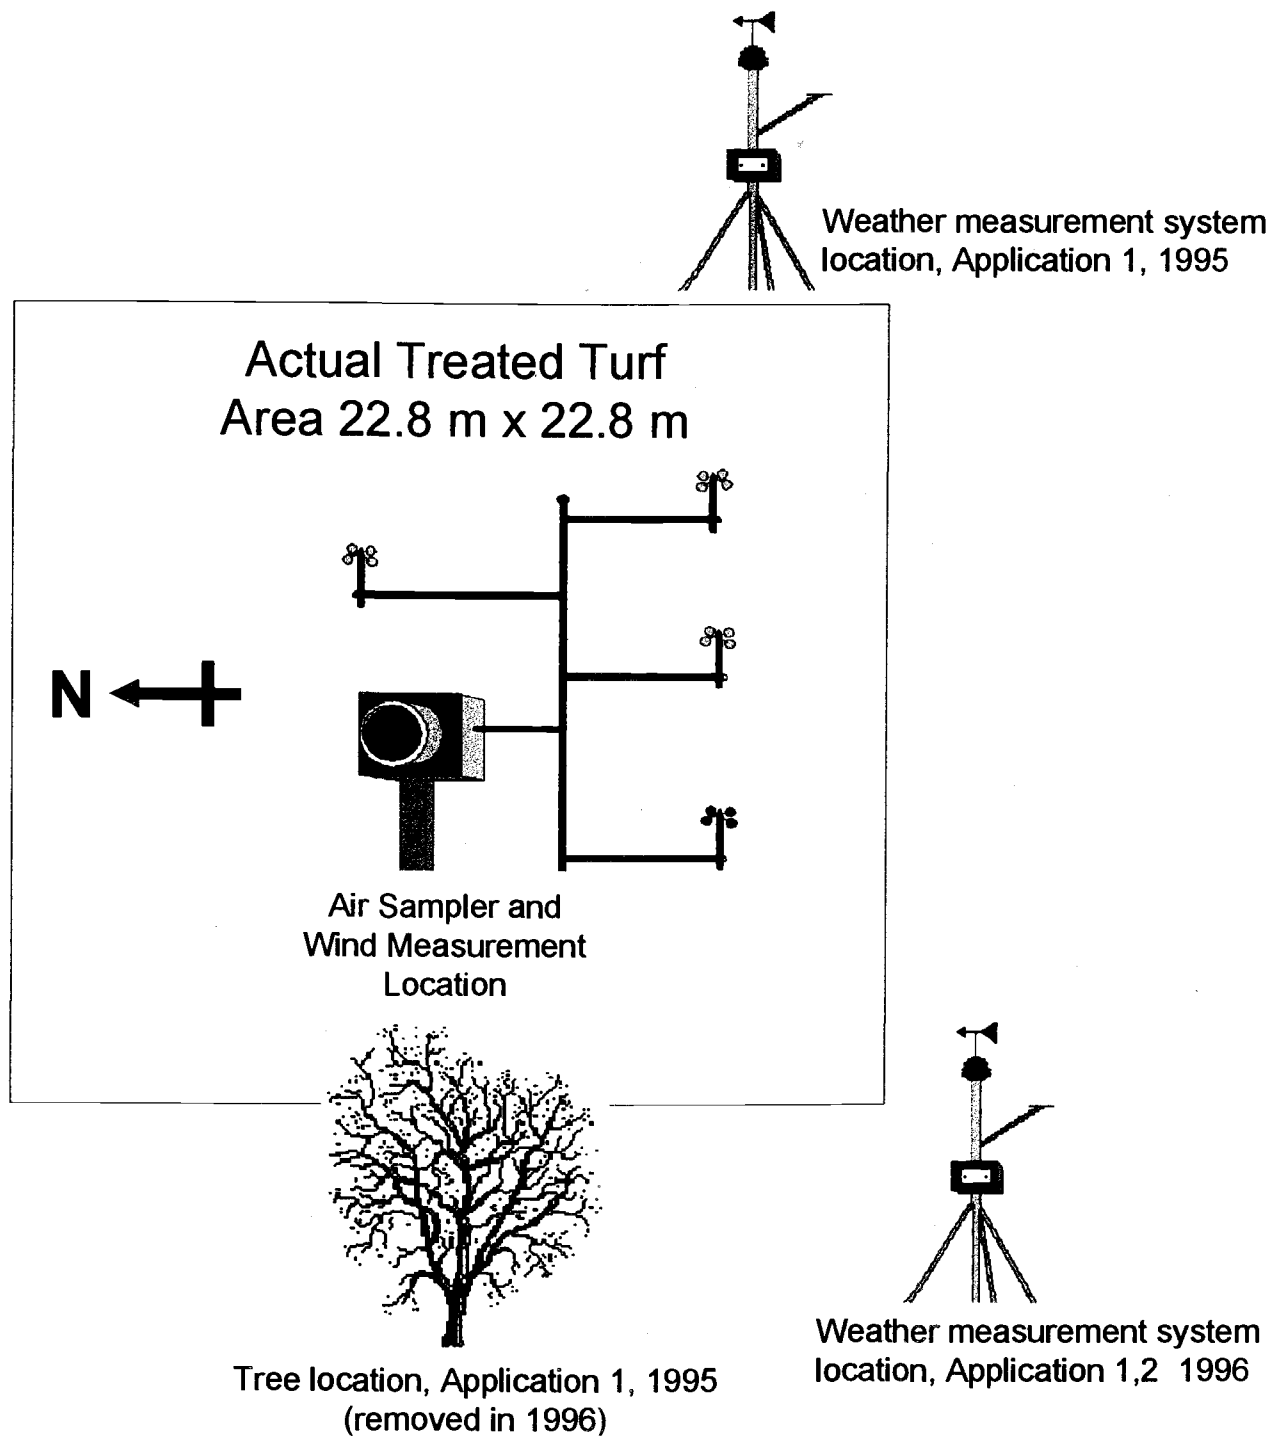 Weather measurement system
location, Application 1, 1995
Actual Treated Turf
Area 22.8 m x 22.8 m
N
Air Sampler and
Wind Measurement
Location
Weather measurement system
location, Application 1,2 1996
Tree location, Application 1, 1995
(removed in 1996)